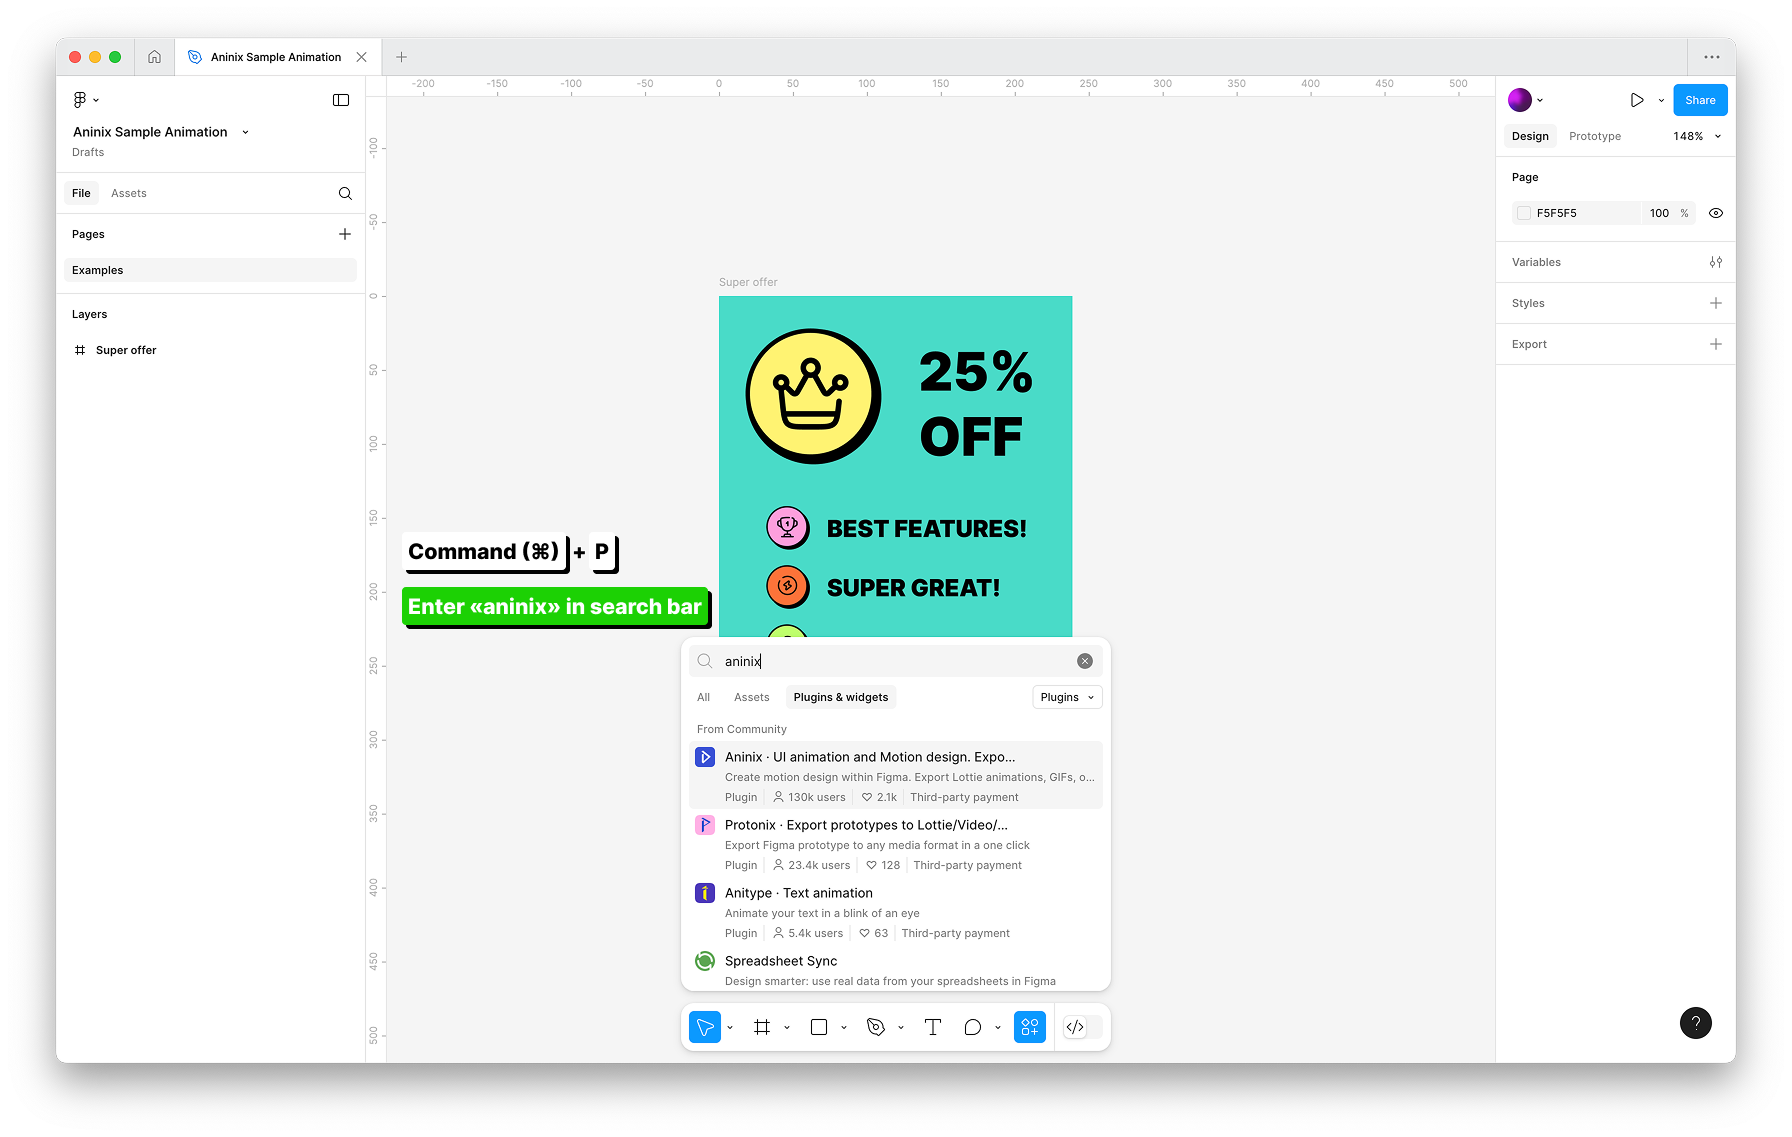 Aninix Sample Animation
-200 -150 -100 -50 0 50 100 150 200 250 300 350 400 450 500
Aninix Sample Animation
Drafts
File Assets
Pages
Examples
Layers
Super offer
-100
-50
0
50
100
150
200
250
300
350
400
450
500
Super offer
25%
OFF
1
BEST FEATURES!
SUPER GREAT!
Command (⌘) + P
Enter «aninix» in search bar
aninix
All Assets Plugins & widgets Plugins
From Community
Aninix · UI animation and Motion design. Expo...
Create motion design within Figma. Export Lottie animations, GIFs, o...
Plugin 130k users 2.1k Third-party payment
Protonix · Export prototypes to Lottie/Video/...
Export Figma prototype to any media format in a one click
Plugin 23.4k users 128 Third-party payment
Anitype · Text animation
Animate your text in a blink of an eye
Plugin 5.4k users 63 Third-party payment
Spreadsheet Sync
Design smarter: use real data from your spreadsheets in Figma
Share
Design Prototype 148%
Page
F5F5F5 100 %
Variables
Styles
Export
?